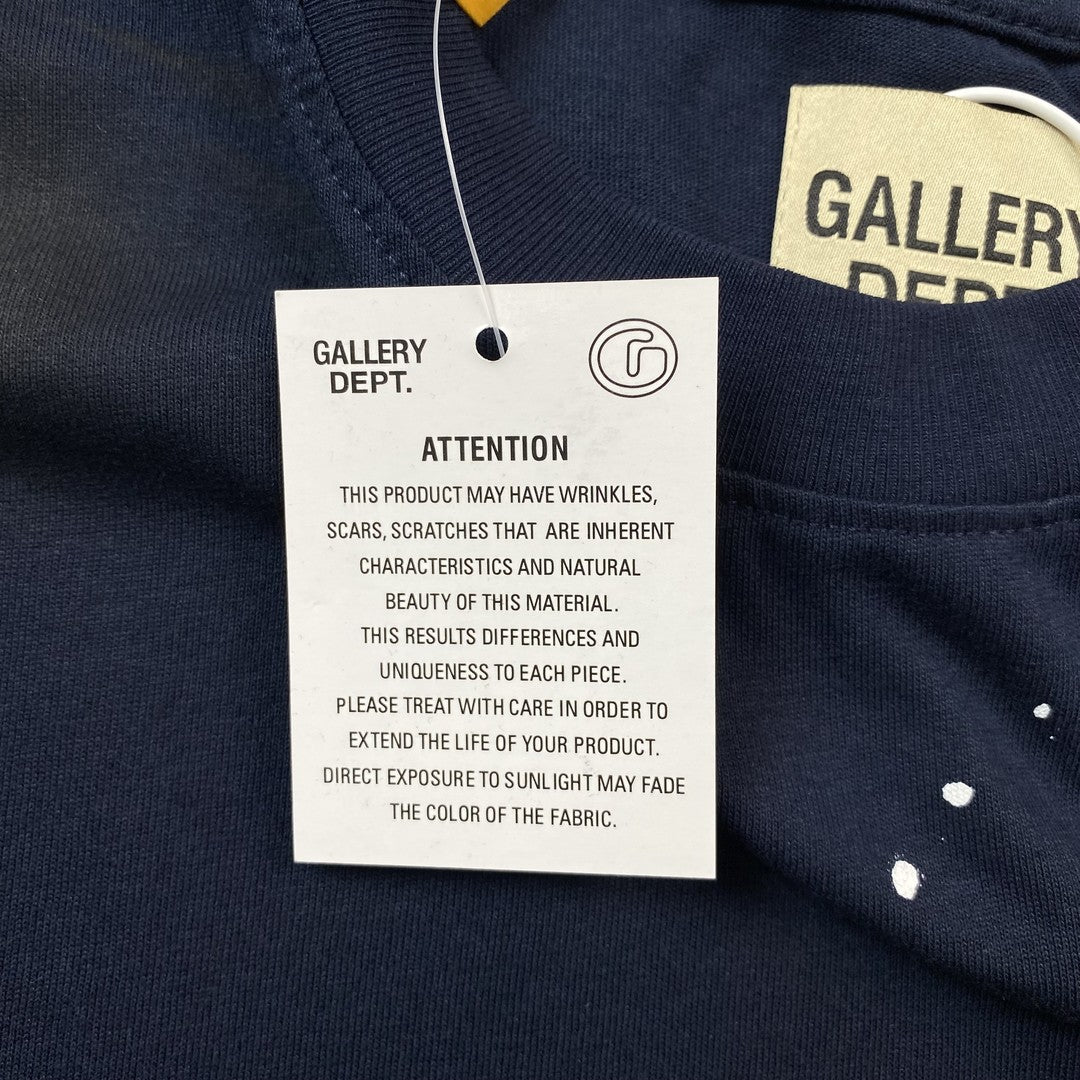 GALLERY
DEPT.
GALLERY
DEPT.
ATTENTION
THIS PRODUCT MAY HAVE WRINKLES,
SCARS, SCRATCHES THAT ARE INHERENT
CHARACTERISTICS AND NATURAL
BEAUTY OF THIS MATERIAL.
THIS RESULTS DIFFERENCES AND
UNIQUENESS TO EACH PIECE.
PLEASE TREAT WITH CARE IN ORDER TO
EXTEND THE LIFE OF YOUR PRODUCT.
DIRECT EXPOSURE TO SUNLIGHT MAY FADE
THE COLOR OF THE FABRIC.